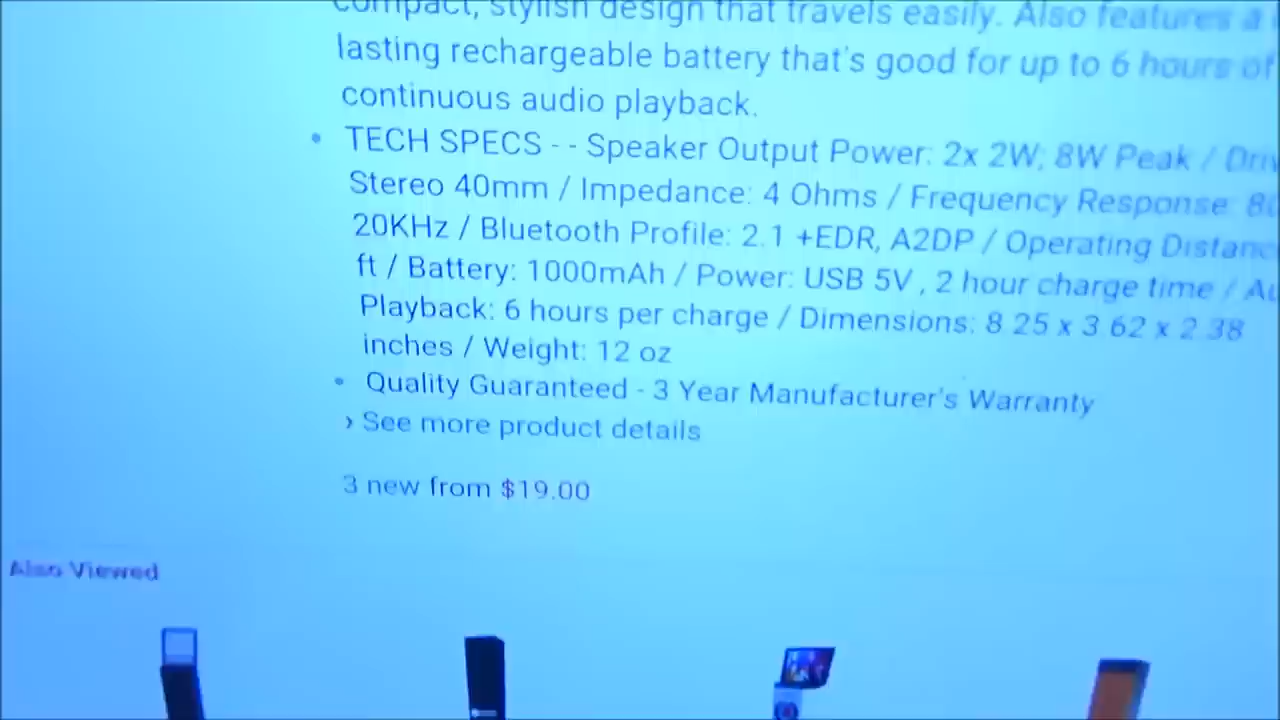 compact, stylish design that travels easily. Also features a
lasting rechargeable battery that's good for up to 6 hours of
continuous audio playback.
• TECH SPECS - - Speaker Output Power: 2x 2W, 8W Peak /
Stereo 40mm / Impedance: 4 Ohms / Frequency Response:
20KHz / Bluetooth Profile: 2.1 +EDR, A2DP / Operating
ft / Battery: 1000mAh / Power: USB 5V , 2 hour charge time /
Playback: 6 hours per charge / Dimensions: 8 25 x 3 62 x 2 38
inches / Weight: 12 oz
• Quality Guaranteed - 3 Year Manufacturer's Warranty
› See more product details
3 new from $19.00
Also Viewed